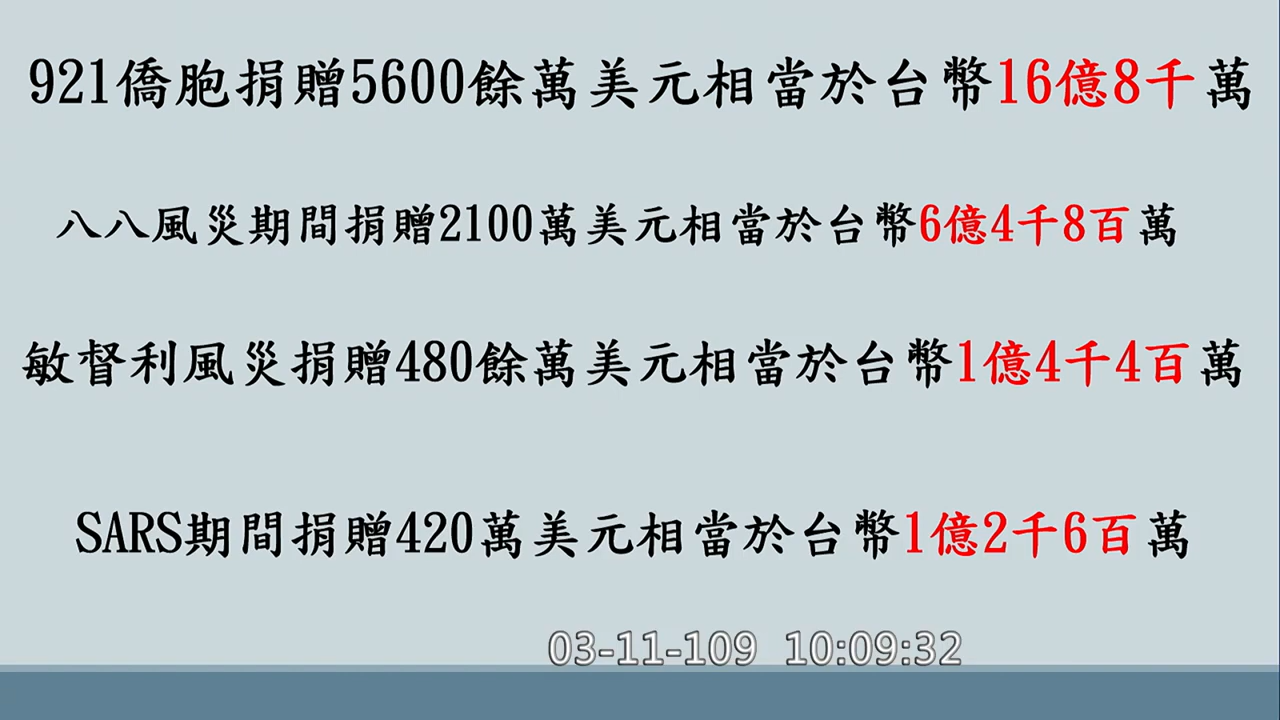 921僑胞捐贈5600餘萬美元相當於台幣16億8千萬
八八風災期間捐贈2100萬美元相當於台幣6億4千8百萬
敏督利風災捐贈480餘萬美元相當於台幣1億4千4百萬
SARS期間捐贈420萬美元相當於台幣1億2千6百萬
03-11-109 10:09:32